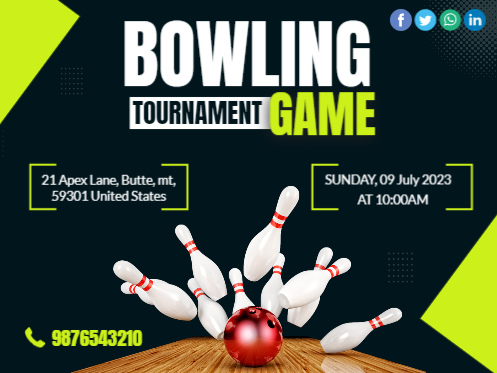 BOWLING
TOURNAMENT GAME
21 Apex Lane, Butte, mt,
59301 United States
SUNDAY, 09 July 2023
AT 10:00AM
9876543210